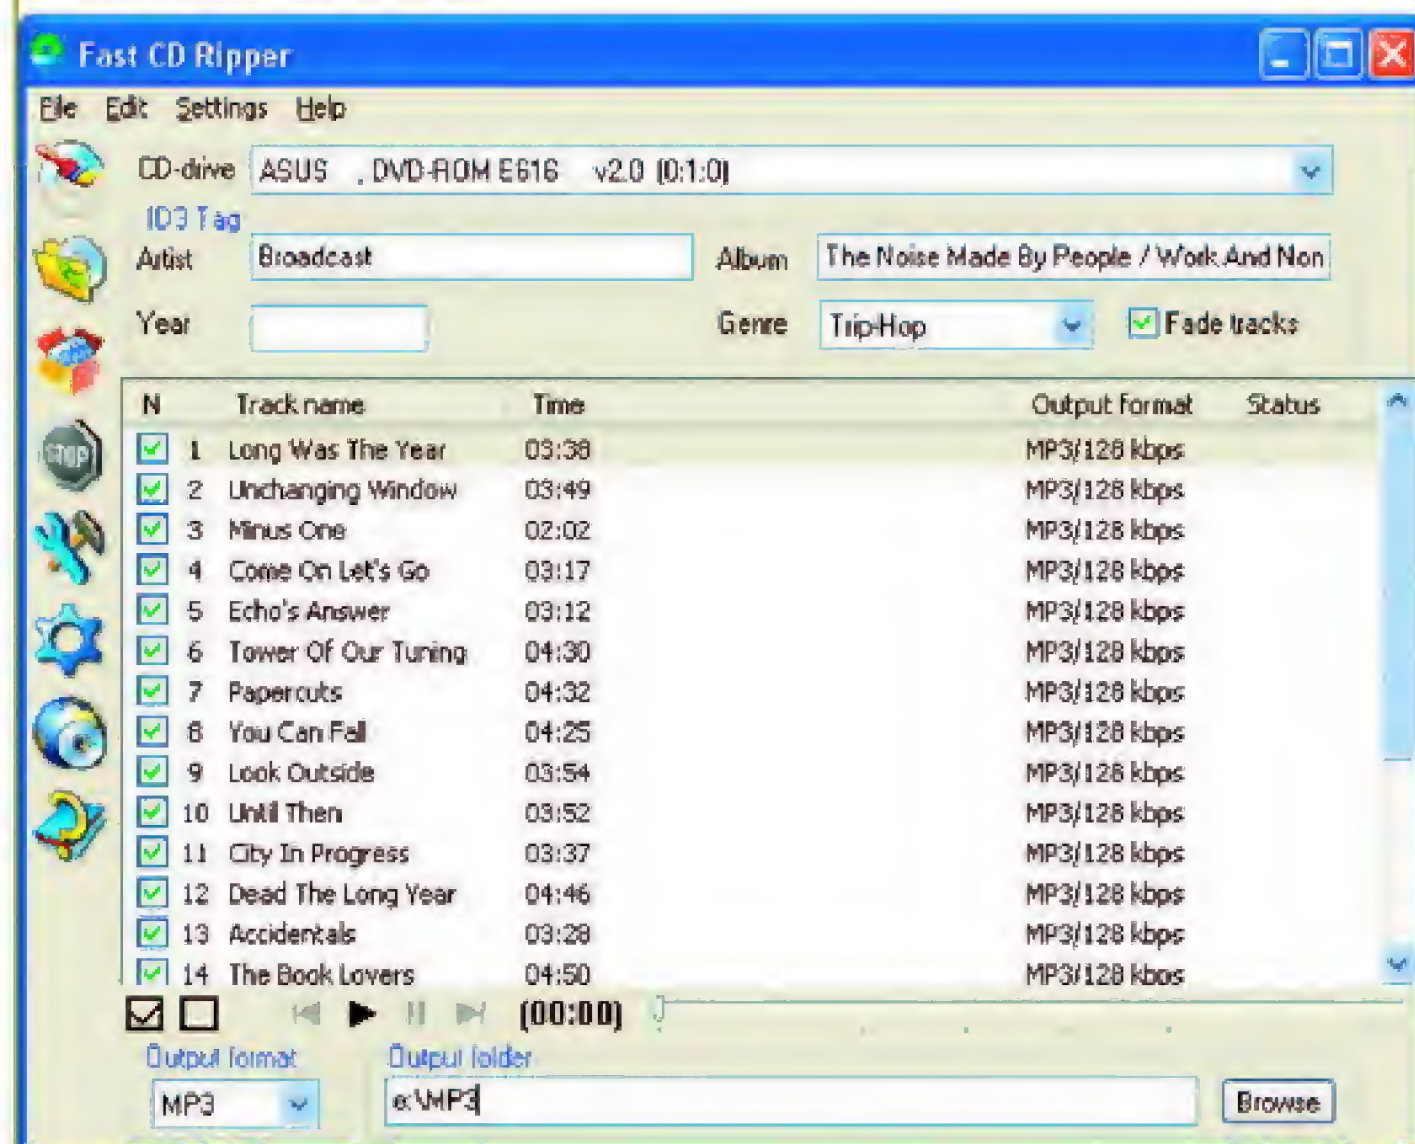 Fast CD Ripper
File Edit Settings Help
CD-drive ASUS , DVD-ROM E616 v2.0 (0:1:0)
ID3 Tag
Artist Broadcast Album The Noise Made By People / Work And Non
Year Genre Trip-Hop Fade tracks
N Track name Time Output format Status
1 Long Was The Year 03:38 MP3/128 kbps
2 Unchanging Window 03:49 MP3/128 kbps
3 Minus One 02:02 MP3/128 kbps
4 Come On Let's Go 03:17 MP3/128 kbps
5 Echo's Answer 03:12 MP3/128 kbps
6 Tower Of Our Tuning 04:30 MP3/128 kbps
7 Papercuts 04:32 MP3/128 kbps
8 You Can Fall 04:25 MP3/128 kbps
9 Look Outside 03:54 MP3/128 kbps
10 Until Then 03:52 MP3/128 kbps
11 City In Progress 03:37 MP3/128 kbps
12 Dead The Long Year 04:46 MP3/128 kbps
13 Accidentals 03:28 MP3/128 kbps
14 The Book Lovers 04:50 MP3/128 kbps
(00:00)
Output format Output folder
MP3 e:\MP3 Browse
STOP